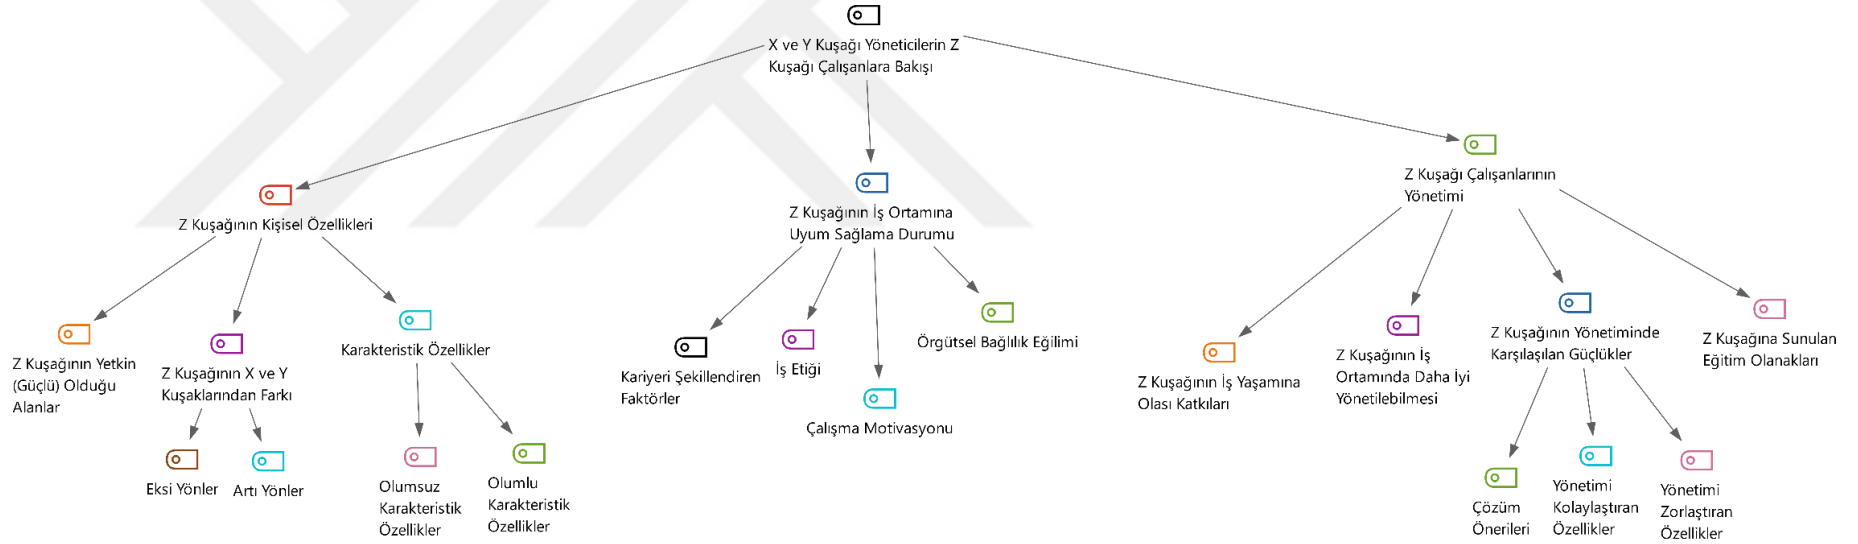 X ve Y Kuşağı Yöneticilerin Z
Kuşağı Çalışanlara Bakışı
Z Kuşağının Kişisel Özellikleri
Z Kuşağının İş Ortamına
Uyum Sağlama Durumu
Z Kuşağı Çalışanlarının
Yönetimi
Z Kuşağının Yetkin
(Güçlü) Olduğu
Alanlar
Z Kuşağının X ve Y
Kuşaklarından Farkı
Karakteristik Özellikler
Kariyeri Şekillendiren
Faktörler
İş Etiği
Çalışma Motivasyonu
Örgütsel Bağlılık Eğilimi
Z Kuşağının İş Yaşamına
Olası Katkıları
Z Kuşağının İş
Ortamında Daha İyi
Yönetilebilmesi
Z Kuşağının Yönetiminde
Karşılaşılan Güçlükler
Z Kuşağına Sunulan
Eğitim Olanakları
Eksi Yönler
Artı Yönler
Olumsuz
Karakteristik
Özellikler
Olumlu
Karakteristik
Özellikler
Çözüm
Önerileri
Yönetimi
Kolaylaştıran
Özellikler
Yönetimi
Zorlaştıran
Özellikler